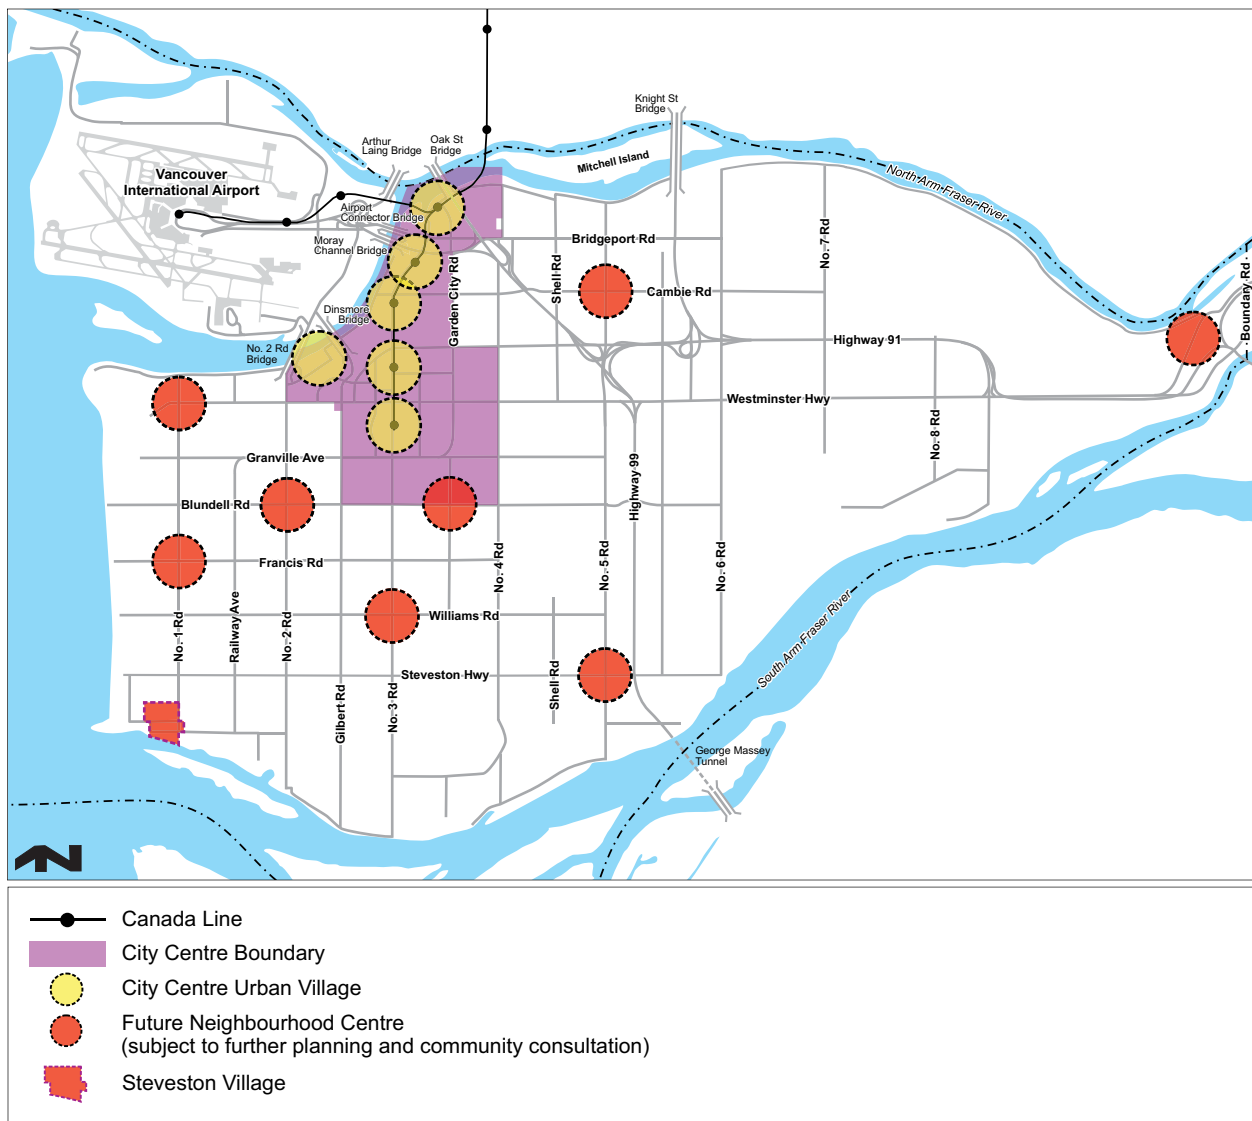 Knight St
Bridge
Arthur
Laing Bridge
Oak St
Bridge
Mitchell Island
Vancouver
International Airport
North Arm Fraser River
Airport
Connector Bridge
Moray
Channel Bridge
Bridgeport Rd
No. 7 Rd
Shell Rd
Garden City Rd
Cambie Rd
Boundary Rd
Dinsmore
Bridge
No. 2 Rd
Bridge
Highway 91
Westminster Hwy
No. 8 Rd
Granville Ave
Highway 99
Blundell Rd
Francis Rd
No. 4 Rd
No. 5 Rd
No. 6 Rd
No. 1 Rd
Railway Ave
No. 2 Rd
Williams Rd
South Arm Fraser River
Steveston Hwy
Gilbert Rd
No. 3 Rd
Shell Rd
George Massey
Tunnel
N
Canada Line
City Centre Boundary
City Centre Urban Village
Future Neighbourhood Centre
(subject to further planning and community consultation)
Steveston Village